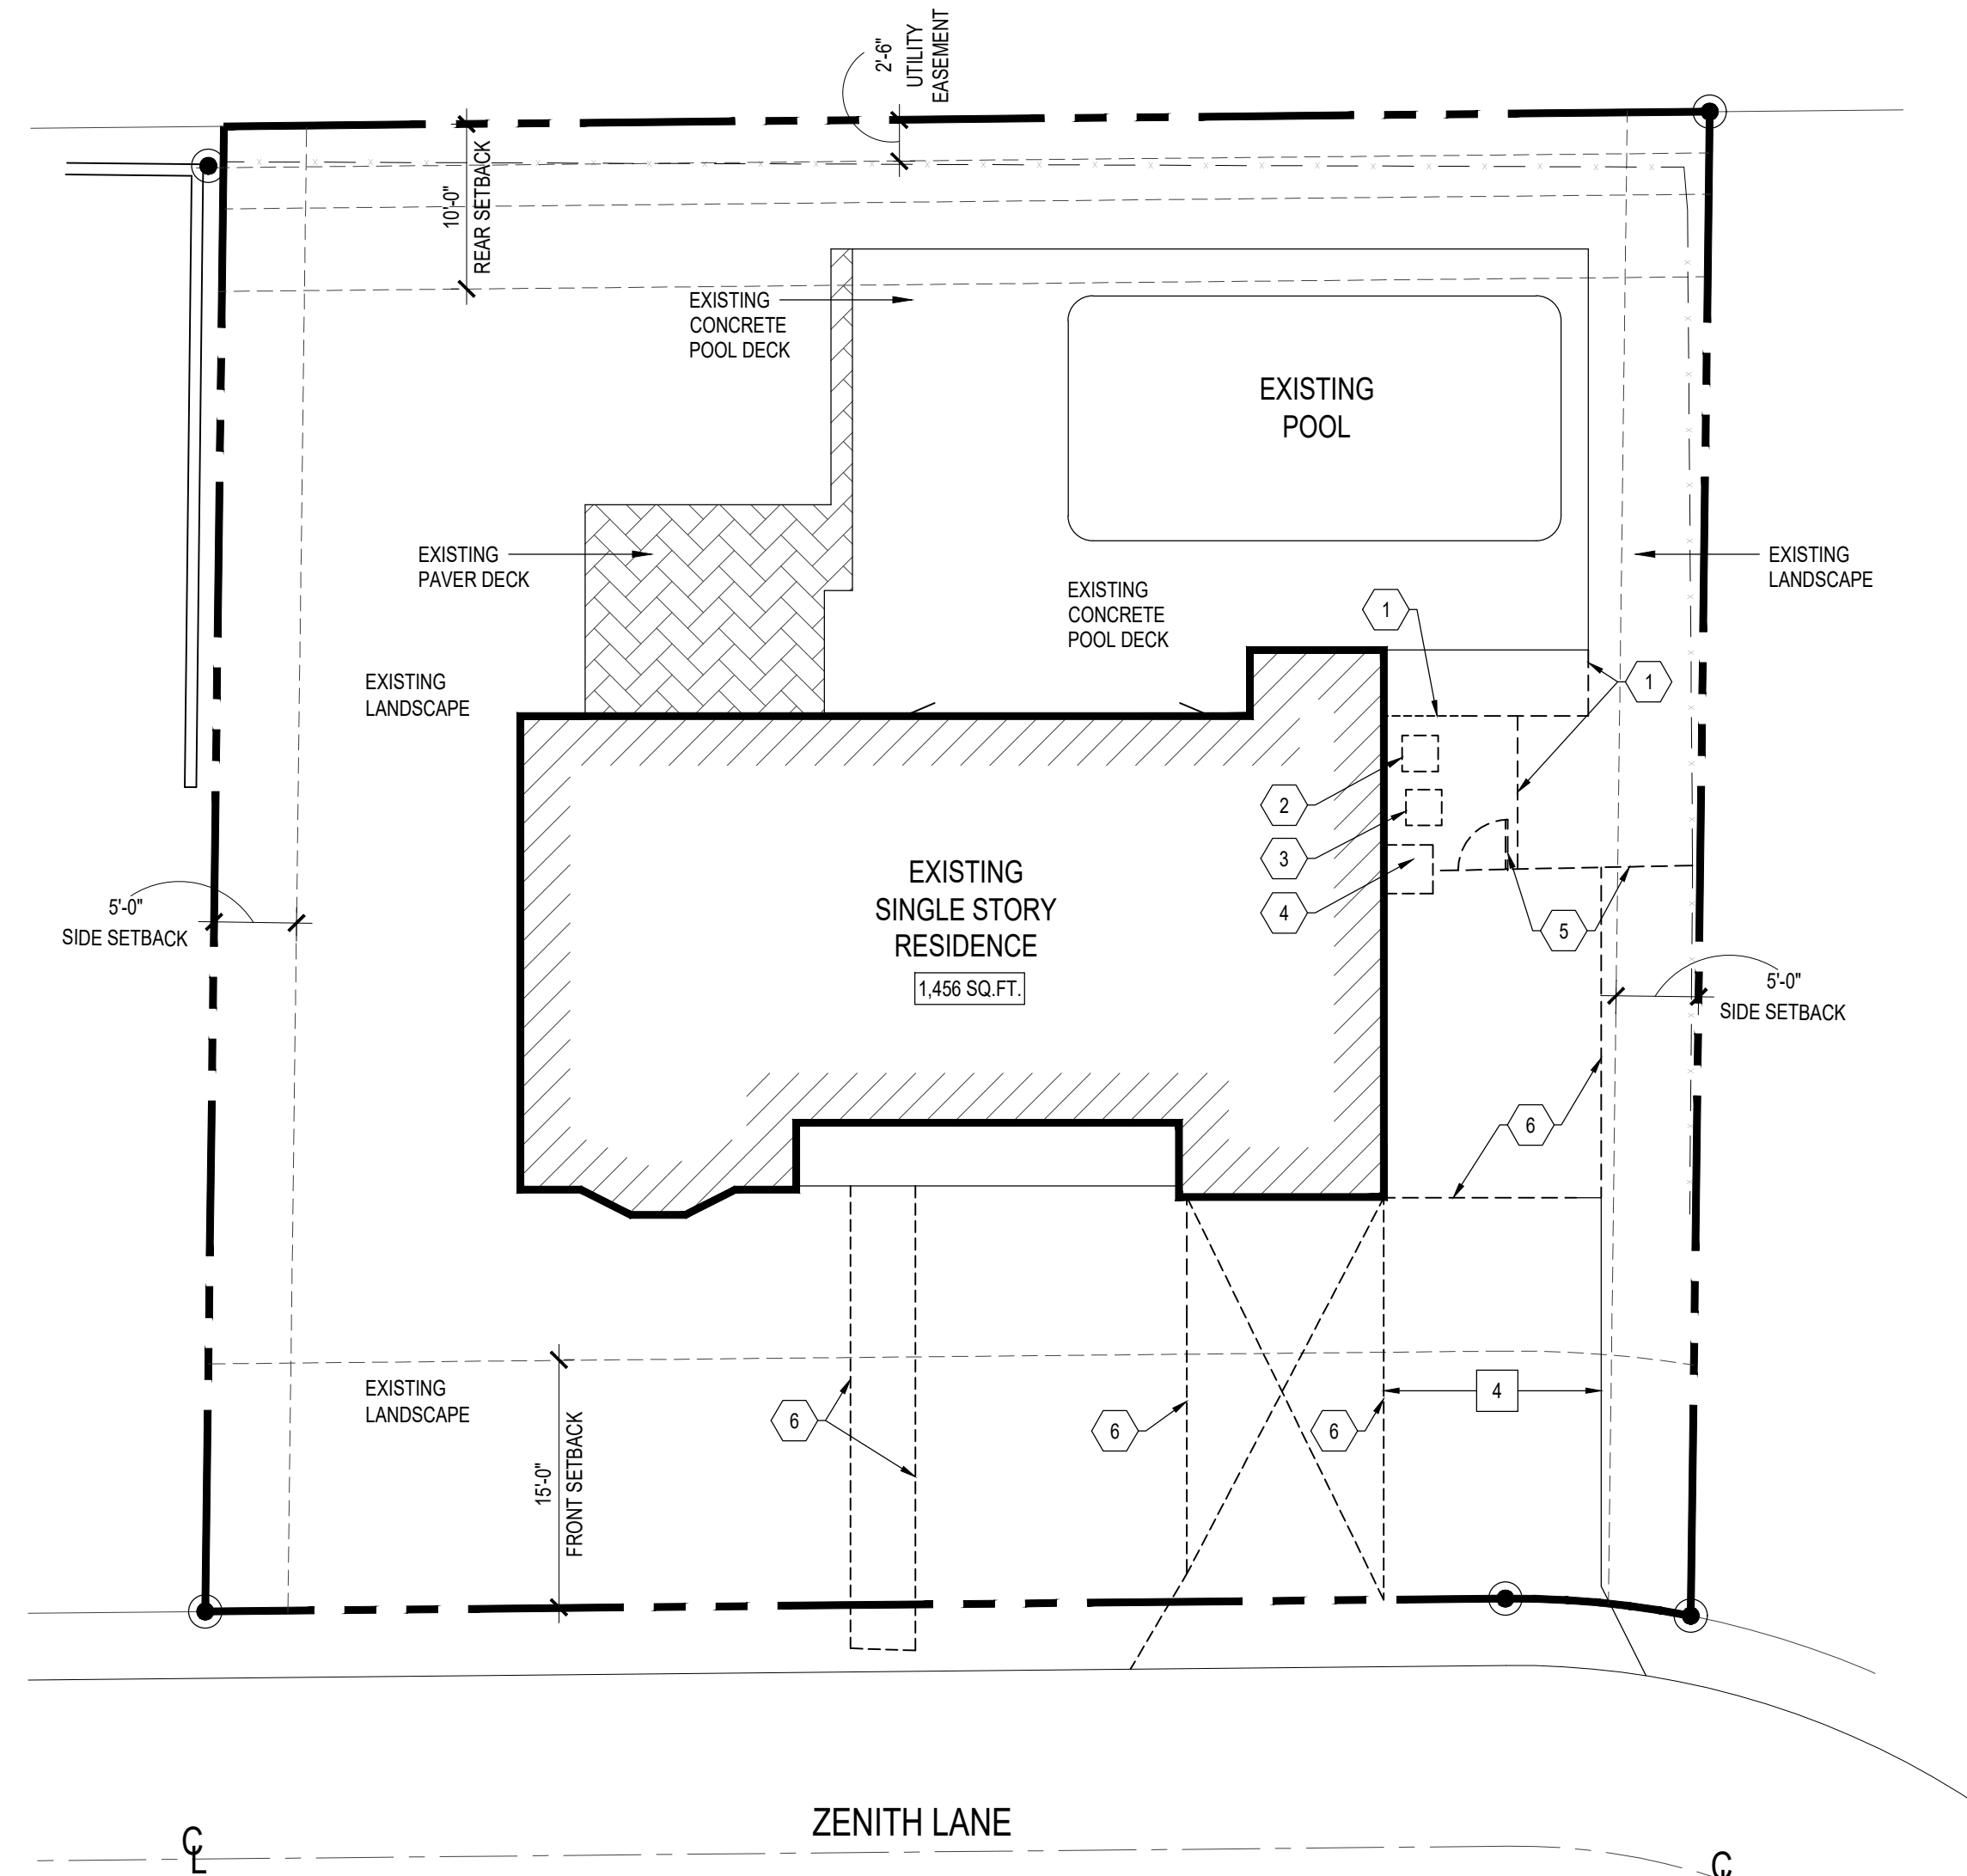 2'-6"
UTILITY
EASEMENT
10'-0"
REAR SETBACK
EXISTING
CONCRETE
POOL DECK
EXISTING
POOL
EXISTING
PAVER DECK
EXISTING
LANDSCAPE
EXISTING
CONCRETE
POOL DECK
1
1
EXISTING
LANDSCAPE
2
3
4
5
EXISTING
SINGLE STORY
RESIDENCE
1,456 SQ.FT.
5'-0"
SIDE SETBACK
5'-0"
SIDE SETBACK
6
EXISTING
LANDSCAPE
15'-0"
FRONT SETBACK
6
6
6
4
ZENITH LANE
CL
CL